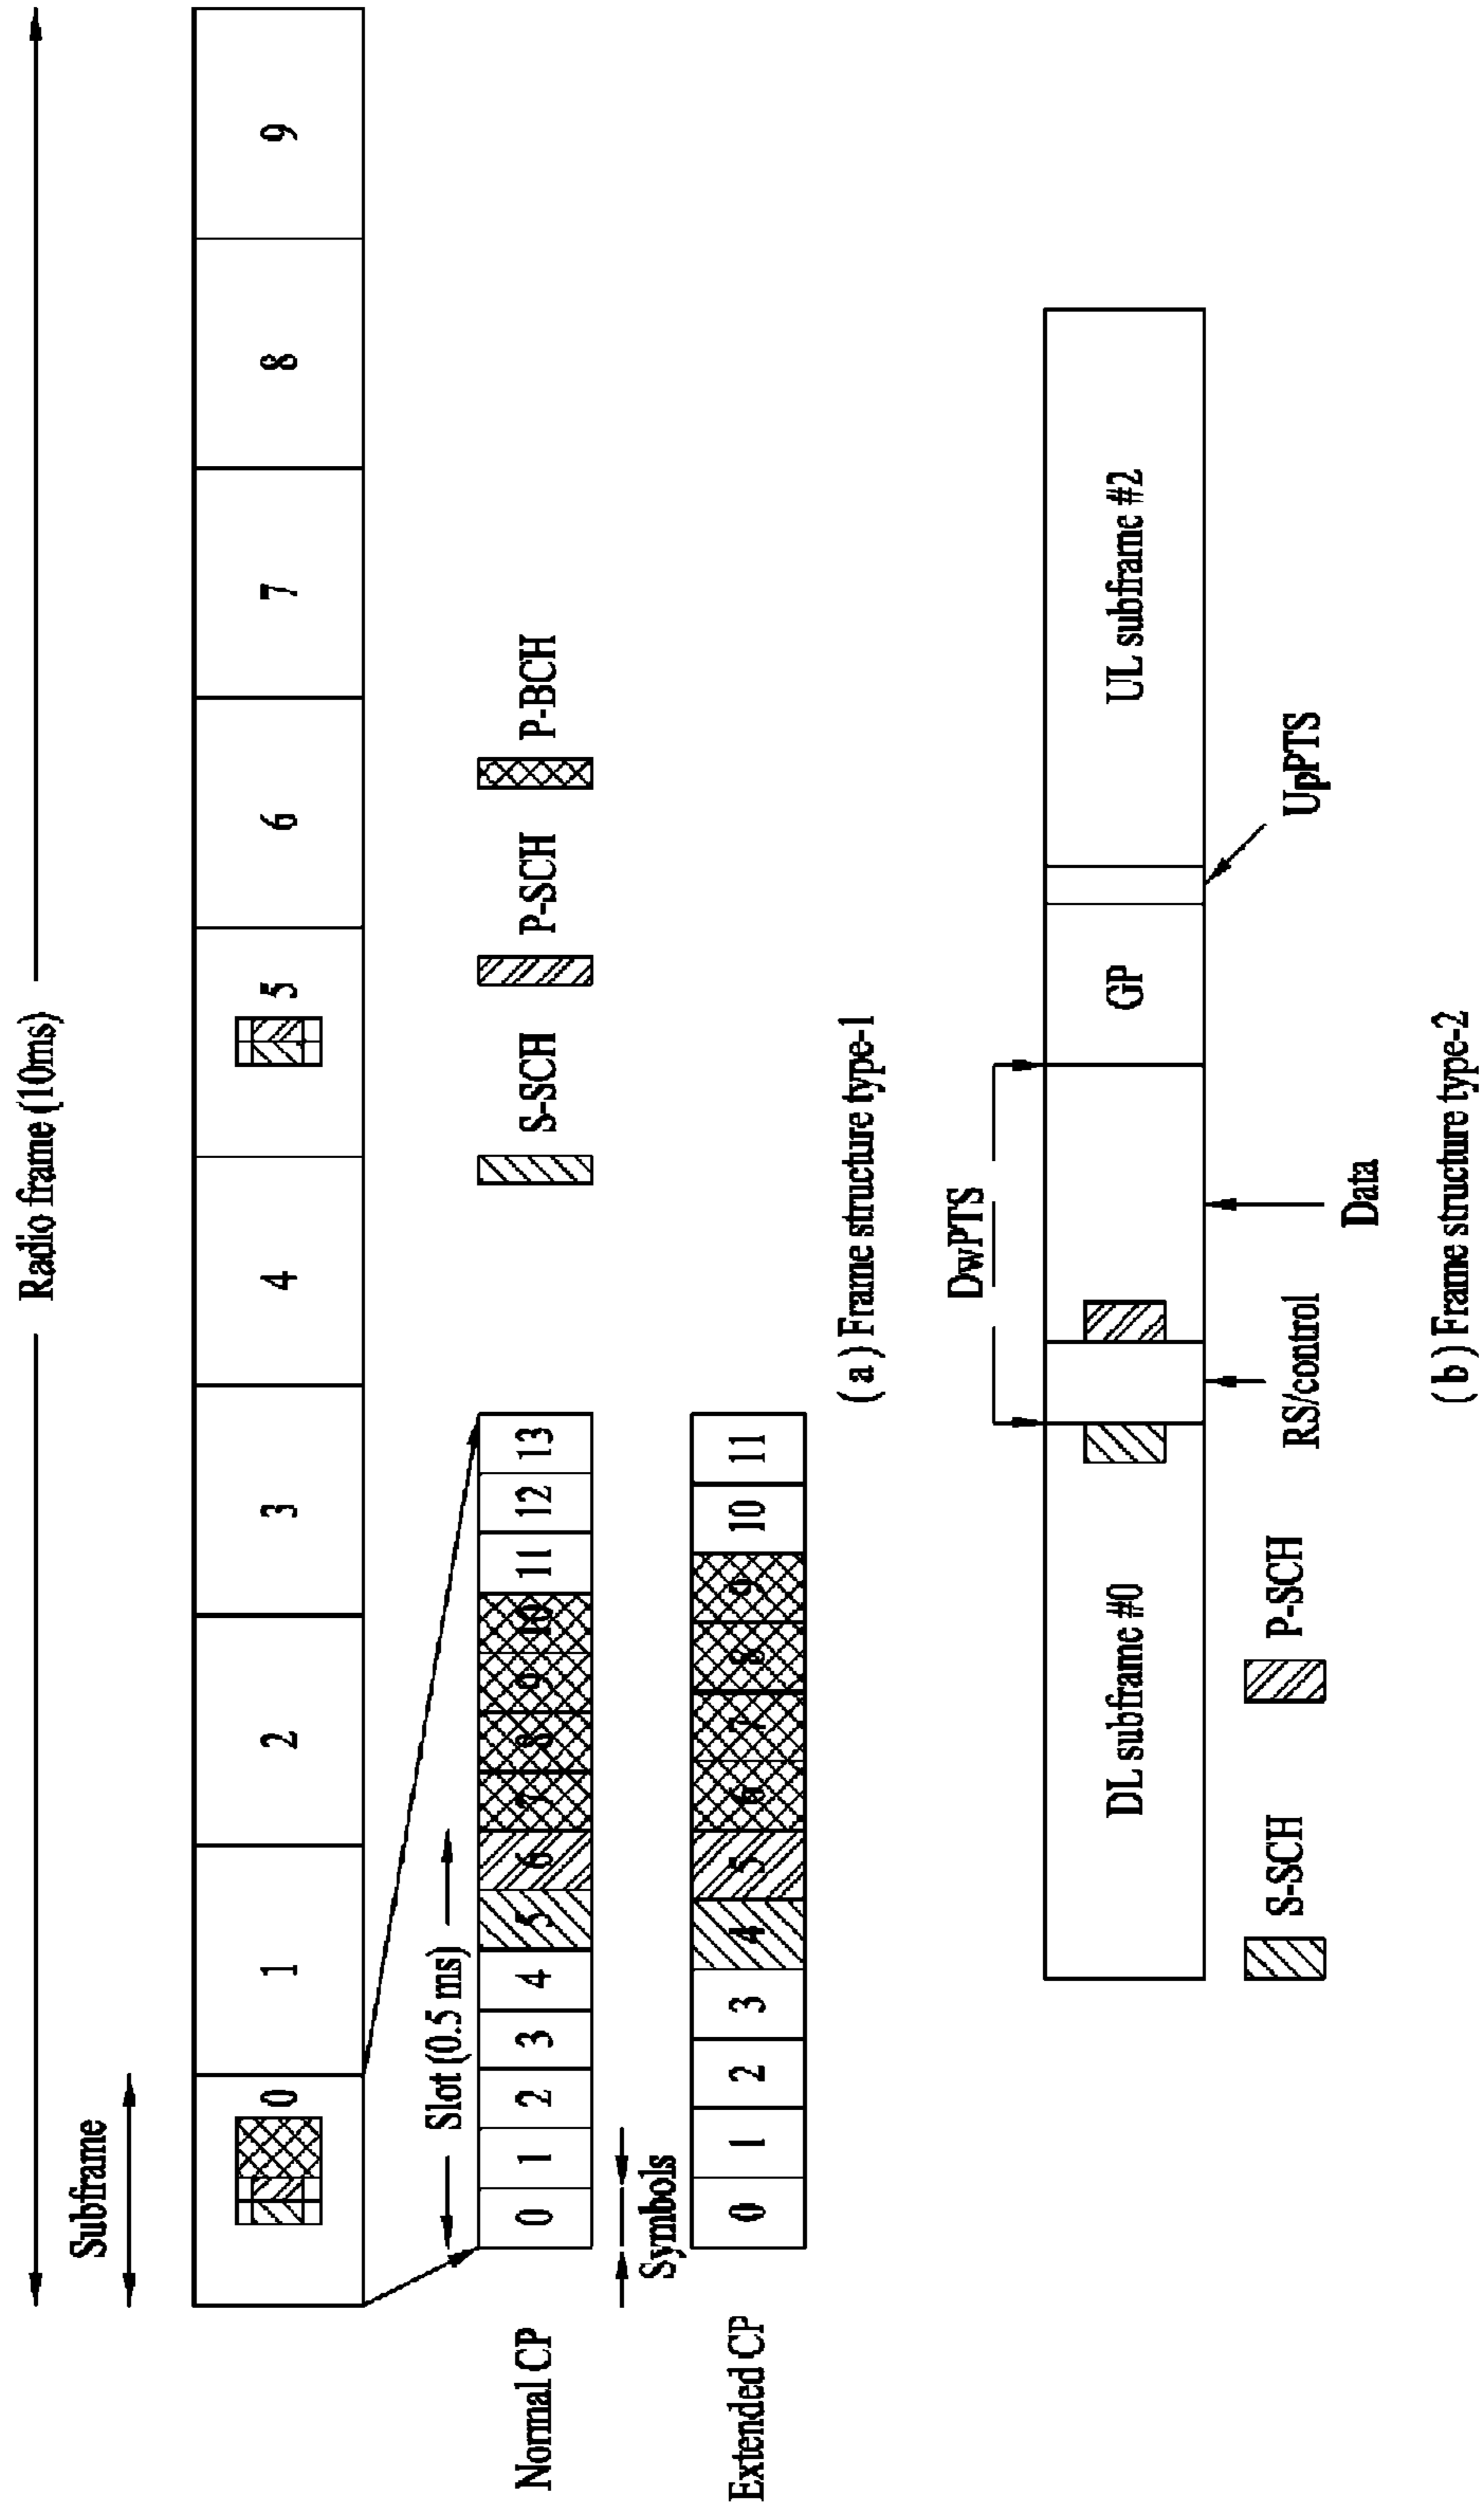 Radio frame (10ms)
Subframe
0 1 2 3 4 5 6 7 8 9
Slot (0.5 ms)
Normal CP 0 1 2 3 4 5 6 7 8 9 10 11 12 13
S-SCH P-SCH P-BCH
Symbols
Extended CP 0 1 2 3 4 5 6 7 8 9 10 11
( a ) Frame structure type-1
DwPTS
DL subframe #0 GP UL subframe #2
S-SCH P-SCH RS/control UpPTS
Data
( b ) Frame structure type-2